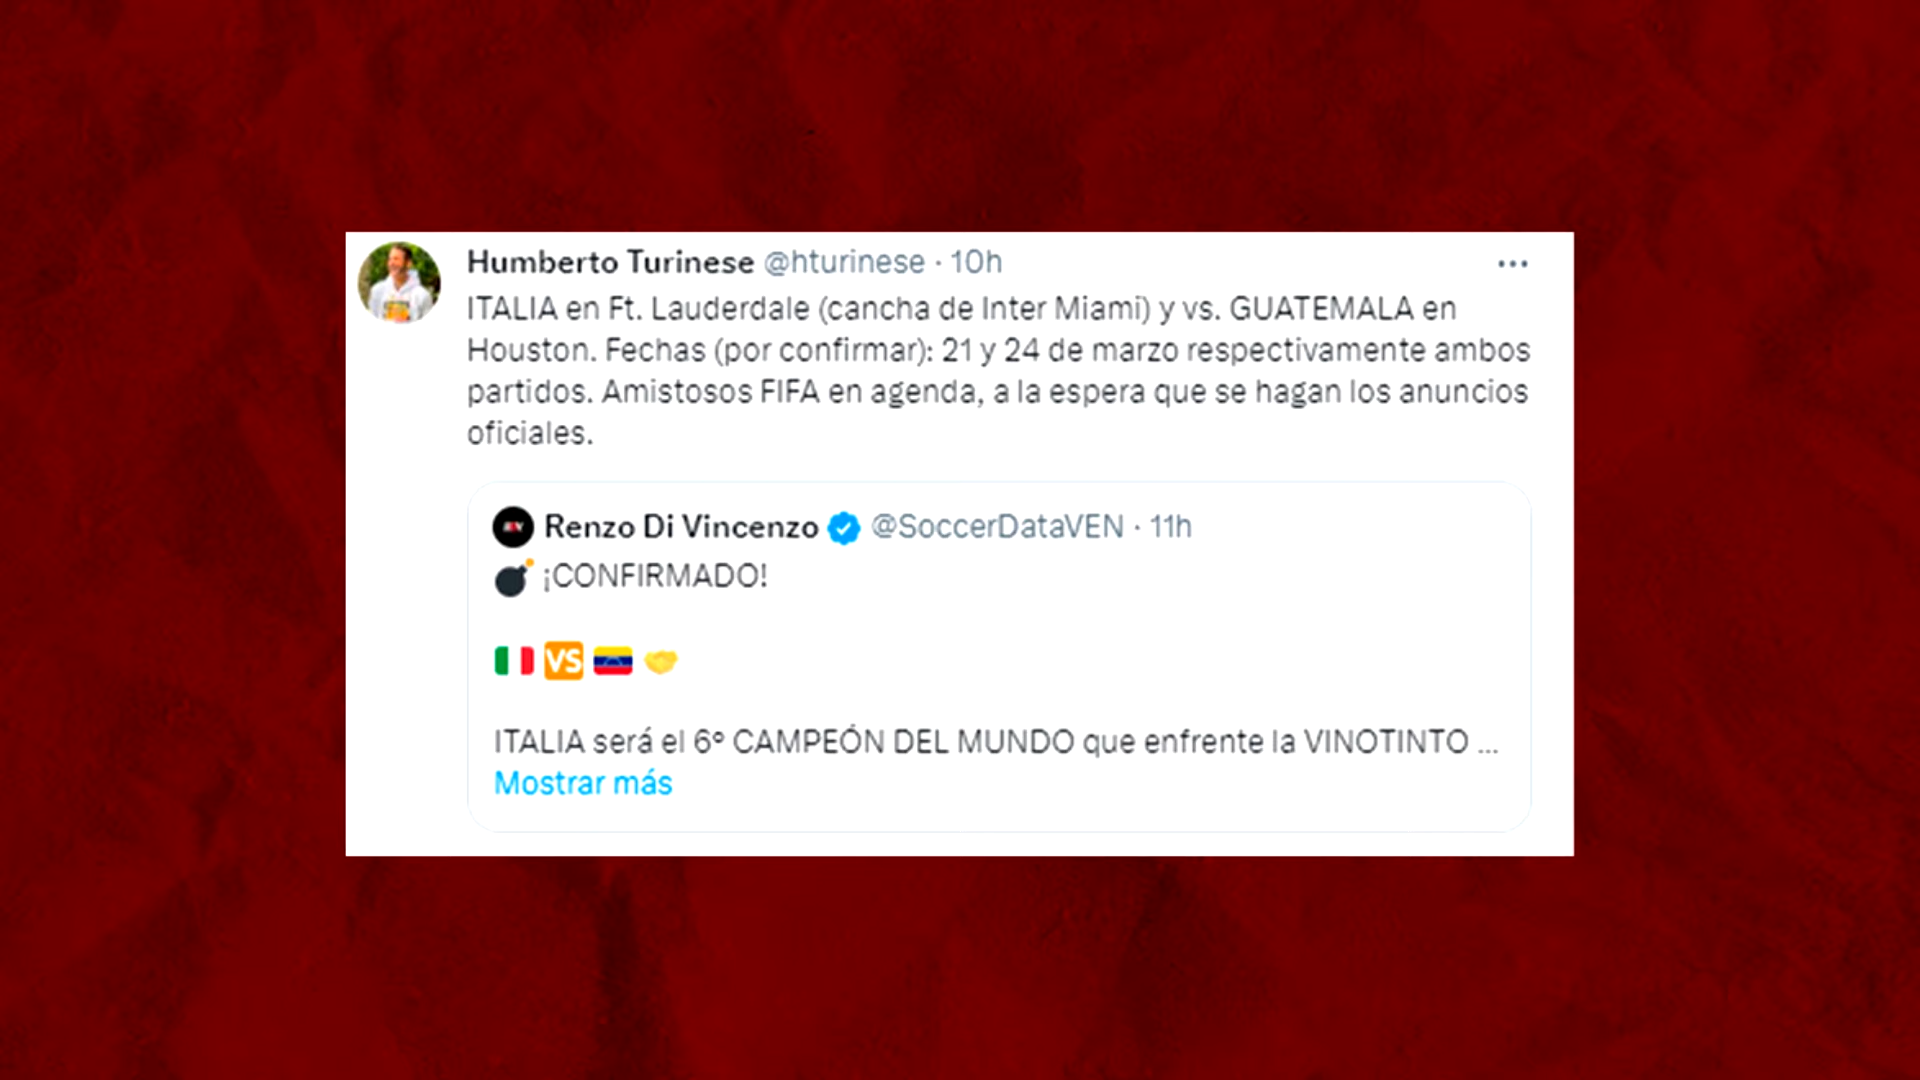 Humberto Turinese @hturinese · 10h
ITALIA en Ft. Lauderdale (cancha de Inter Miami) y vs. GUATEMALA en
Houston. Fechas (por confirmar): 21 y 24 de marzo respectivamente ambos
partidos. Amistosos FIFA en agenda, a la espera que se hagan los anuncios
oficiales.
Renzo Di Vincenzo @SoccerDataVEN · 11h
💣 ¡CONFIRMADO!
🇮🇹 🆚 🇻🇪 🤝
ITALIA será el 6º CAMPEÓN DEL MUNDO que enfrente la VINOTINTO ...
Mostrar más